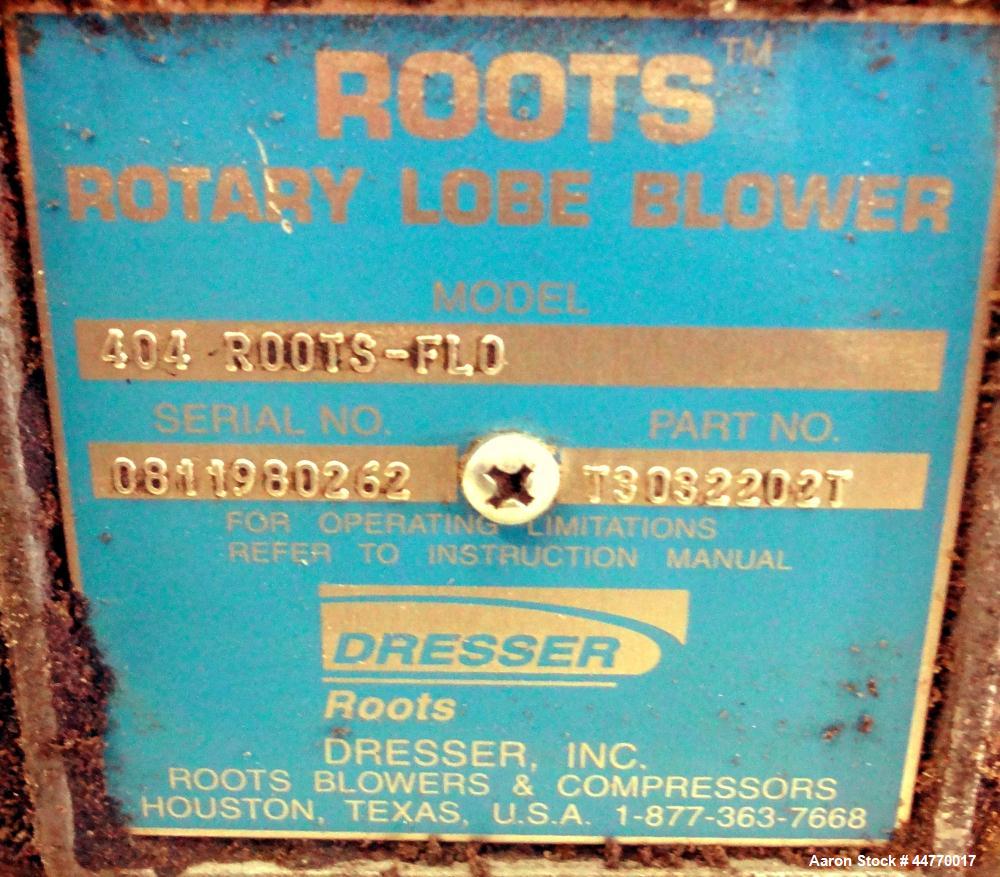 ROOTS™
ROTARY LOBE BLOWER
MODEL
404 ROOTS-FLO
SERIAL NO. PART NO.
0811980262 T3032202T
FOR OPERATING LIMITATIONS
REFER TO INSTRUCTION MANUAL
DRESSER
Roots
DRESSER, INC.
ROOTS BLOWERS & COMPRESSORS
HOUSTON, TEXAS, U.S.A. 1-877-363-7668
Aaron Stock # 44770017